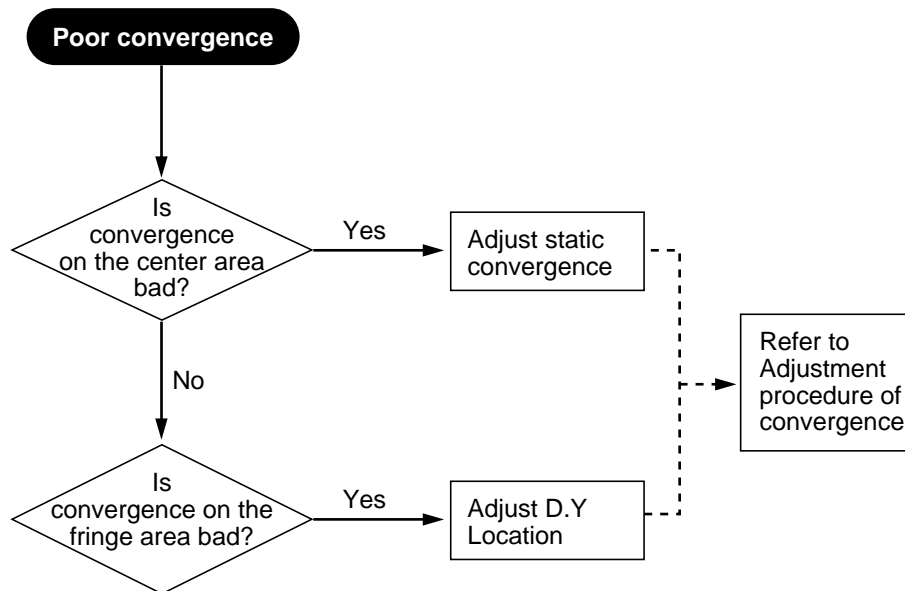 Poor convergence
Is
convergence
on the center area
bad?
Yes
Adjust static
convergence
Refer to
Adjustment
procedure of
convergence
No
Is
convergence on the
fringe area bad?
Yes
Adjust D.Y
Location